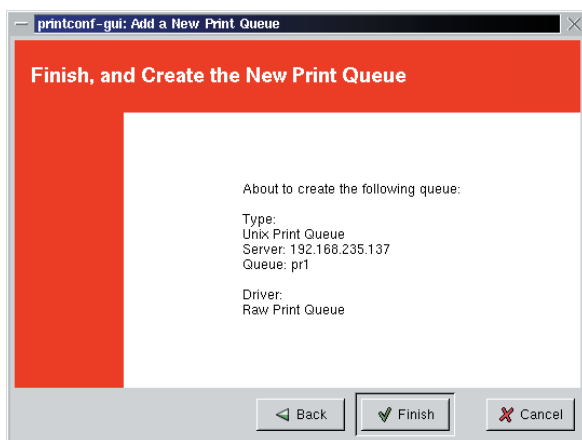 printconf-gui: Add a New Print Queue
Finish, and Create the New Print Queue
About to create the following queue:
Type:
Unix Print Queue
Server: 192.168.235.137
Queue: pr1
Driver:
Raw Print Queue
Back
Finish
Cancel